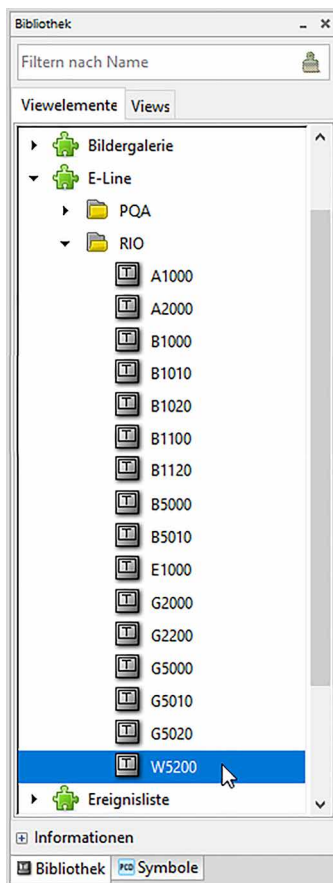 Bibliothek
Filtern nach Name
Viewelemente Views
Bildergalerie
E-Line
PQA
RIO
A1000
A2000
B1000
B1010
B1020
B1100
B1120
B5000
B5010
E1000
G2000
G2200
G5000
G5010
G5020
W5200
Ereignisliste
Informationen
Bibliothek PCD Symbole